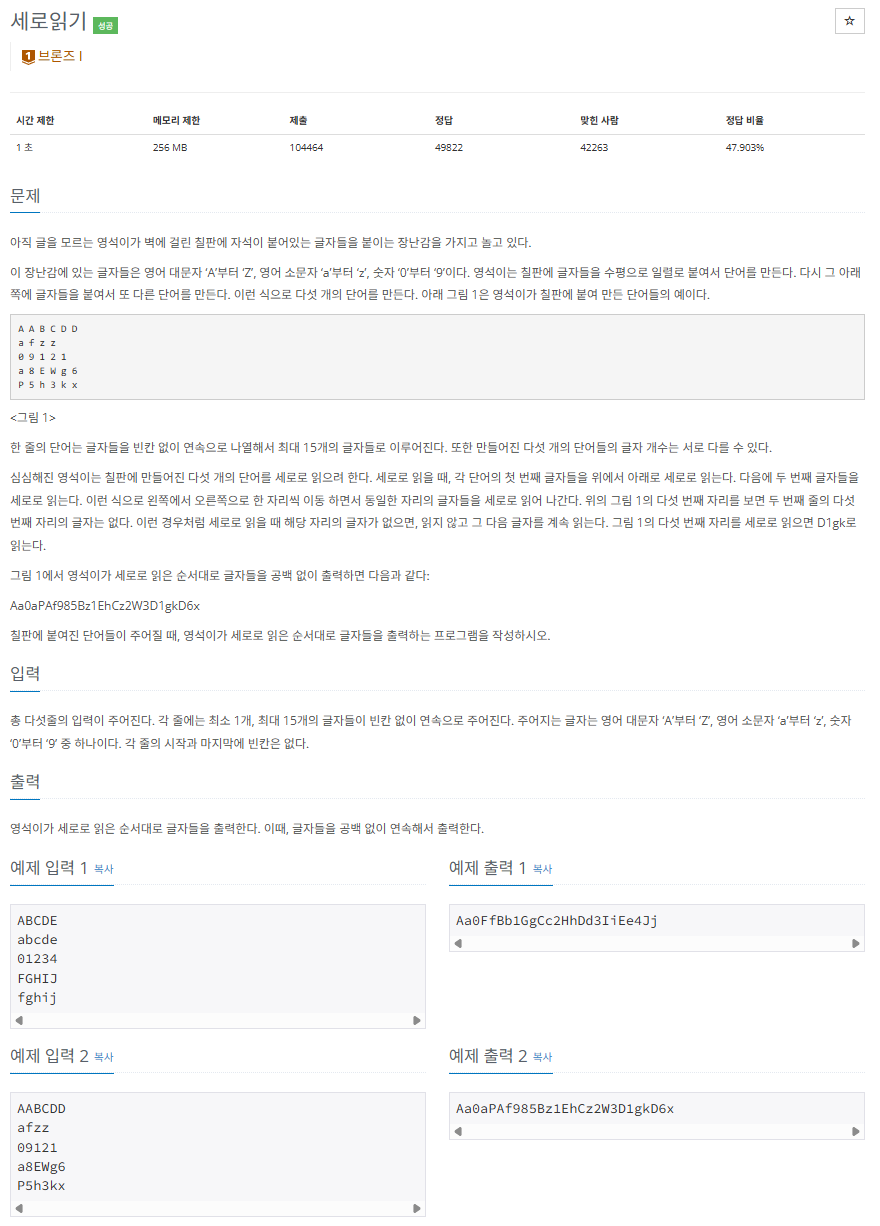 세로읽기 성공
☆
1 브론즈 I
시간 제한 메모리 제한 제출 정답 맞힌 사람 정답 비율
1 초 256 MB 104464 49822 42263 47.903%
문제
아직 글을 모르는 영석이가 벽에 걸린 칠판에 자석이 붙어있는 글자들을 붙이는 장난감을 가지고 놀고 있다.
이 장난감에 있는 글자들은 영어 대문자 ‘A’부터 ‘Z’, 영어 소문자 ‘a’부터 ‘z’, 숫자 ‘0’부터 ‘9’이다. 영석이는 칠판에 글자들을 수평으로 일렬로 붙여서 단어를 만든다. 다시 그 아래
쪽에 글자들을 붙여서 또 다른 단어를 만든다. 이런 식으로 다섯 개의 단어를 만든다. 아래 그림 1은 영석이가 칠판에 붙여 만든 단어들의 예이다.
A A B C D D
a f z z
0 9 1 2 1
a 8 E W g 6
P 5 h 3 k x
<그림 1>
한 줄의 단어는 글자들을 빈칸 없이 연속으로 나열해서 최대 15개의 글자들로 이루어진다. 또한 만들어진 다섯 개의 단어들의 글자 개수는 서로 다를 수 있다.
심심해진 영석이는 칠판에 만들어진 다섯 개의 단어를 세로로 읽으려 한다. 세로로 읽을 때, 각 단어의 첫 번째 글자들을 위에서 아래로 세로로 읽는다. 다음에 두 번째 글자들을
세로로 읽는다. 이런 식으로 왼쪽에서 오른쪽으로 한 자리씩 이동 하면서 동일한 자리의 글자들을 세로로 읽어 나간다. 위의 그림 1의 다섯 번째 자리를 보면 두 번째 줄의 다섯
번째 자리의 글자는 없다. 이런 경우처럼 세로로 읽을 때 해당 자리의 글자가 없으면, 읽지 않고 그 다음 글자를 계속 읽는다. 그림 1의 다섯 번째 자리를 세로로 읽으면 D1gk로
읽는다.
그림 1에서 영석이가 세로로 읽은 순서대로 글자들을 공백 없이 출력하면 다음과 같다:
Aa0aPAf985Bz1EhCz2W3D1gkD6x
칠판에 붙여진 단어들이 주어질 때, 영석이가 세로로 읽은 순서대로 글자들을 출력하는 프로그램을 작성하시오.
입력
총 다섯줄의 입력이 주어진다. 각 줄에는 최소 1개, 최대 15개의 글자들이 빈칸 없이 연속으로 주어진다. 주어지는 글자는 영어 대문자 ‘A’부터 ‘Z’, 영어 소문자 ‘a’부터 ‘z’, 숫자
‘0’부터 ‘9’ 중 하나이다. 각 줄의 시작과 마지막에 빈칸은 없다.
출력
영석이가 세로로 읽은 순서대로 글자들을 출력한다. 이때, 글자들을 공백 없이 연속해서 출력한다.
예제 입력 1 복사
ABCDE
abcde
01234
FGHIJ
fghij
예제 출력 1 복사
Aa0FfBb1GgCc2HhDd3IiEe4Jj
예제 입력 2 복사
AABCDD
afzz
09121
a8EWg6
P5h3kx
예제 출력 2 복사
Aa0aPAf985Bz1EhCz2W3D1gkD6x